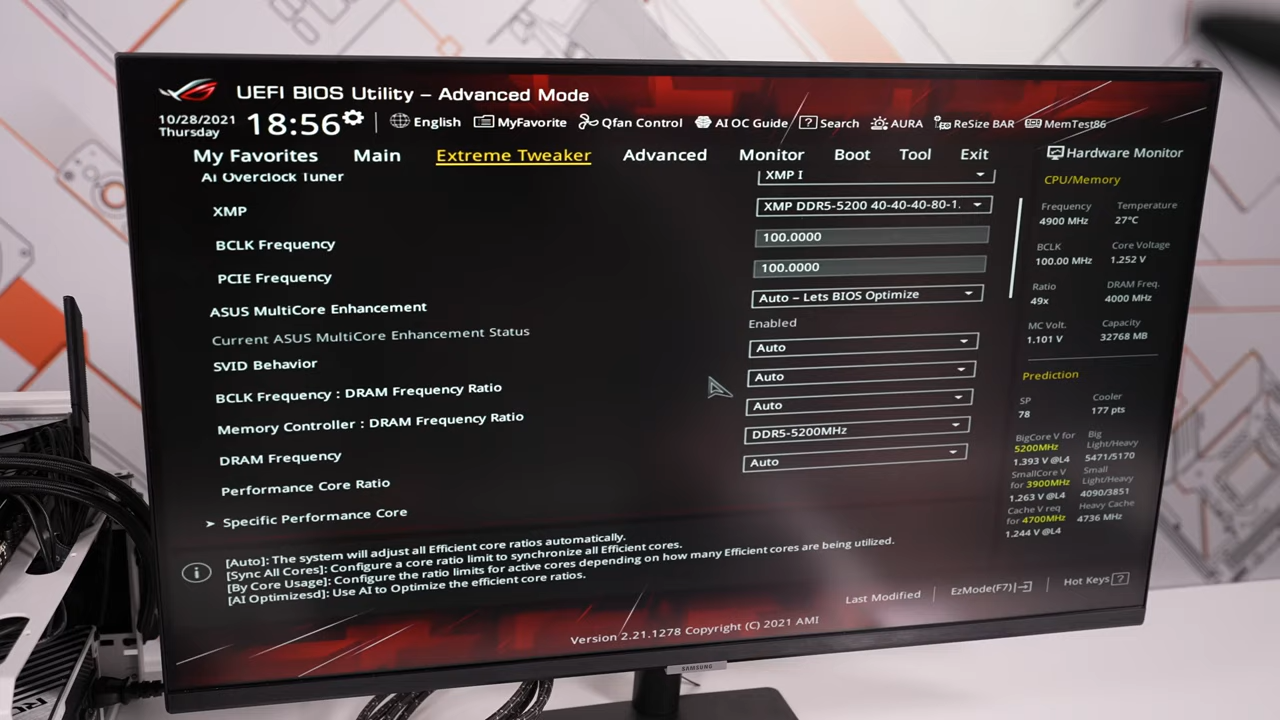 UEFI BIOS Utility – Advanced Mode
10/28/2021
Thursday
18:56
English
MyFavorite
Qfan Control
AI OC Guide
? Search
AURA
ReSize BAR
MemTest86
My Favorites
Main
Extreme Tweaker
Advanced
Monitor
Boot
Tool
Exit
Hardware Monitor
Ai Overclock Tuner
XMP I
XMP
XMP DDR5-5200 40-40-40-80-1.
BCLK Frequency
100.0000
PCIE Frequency
100.0000
ASUS MultiCore Enhancement
Auto – Lets BIOS Optimize
Current ASUS MultiCore Enhancement Status
Enabled
SVID Behavior
Auto
BCLK Frequency : DRAM Frequency Ratio
Auto
Memory Controller : DRAM Frequency Ratio
Auto
DRAM Frequency
DDR5-5200MHz
Performance Core Ratio
Auto
Specific Performance Core
[Auto]: The system will adjust all Efficient core ratios automatically.
[Sync All Cores]: Configure a core ratio limit to synchronize all Efficient cores.
[By Core Usage]: Configure the ratio limits for active cores depending on how many Efficient cores are being utilized.
[AI Optimizesd]: Use AI to Optimize the efficient core ratios.
CPU/Memory
Frequency Temperature
4900 MHz 27°C
BCLK Core Voltage
100.00 MHz 1.252 V
Ratio DRAM Freq.
49x 4000 MHz
MC Volt. Capacity
1.101 V 32768 MB
Prediction
SP Cooler
78 177 pts
BigCore V for Big
5200MHz Light/Heavy
1.393 V @L4 5471/5170
SmallCore V Small
for 3900MHz Light/Heavy
1.263 V @L4 4090/3851
Cache V req Heavy Cache
for 4700MHz 4736 MHz
1.244 V @L4
Last Modified
EzMode(F7)
Hot Keys ?
Version 2.21.1278 Copyright (C) 2021 AMI
SAMSUNG